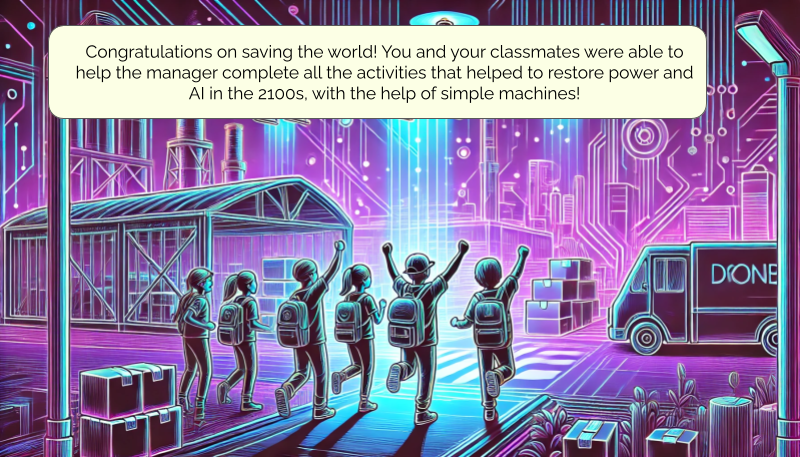 Congratulations on saving the world! You and your classmates were able to
help the manager complete all the activities that helped to restore power and
AI in the 2100s, with the help of simple machines!
DRONE